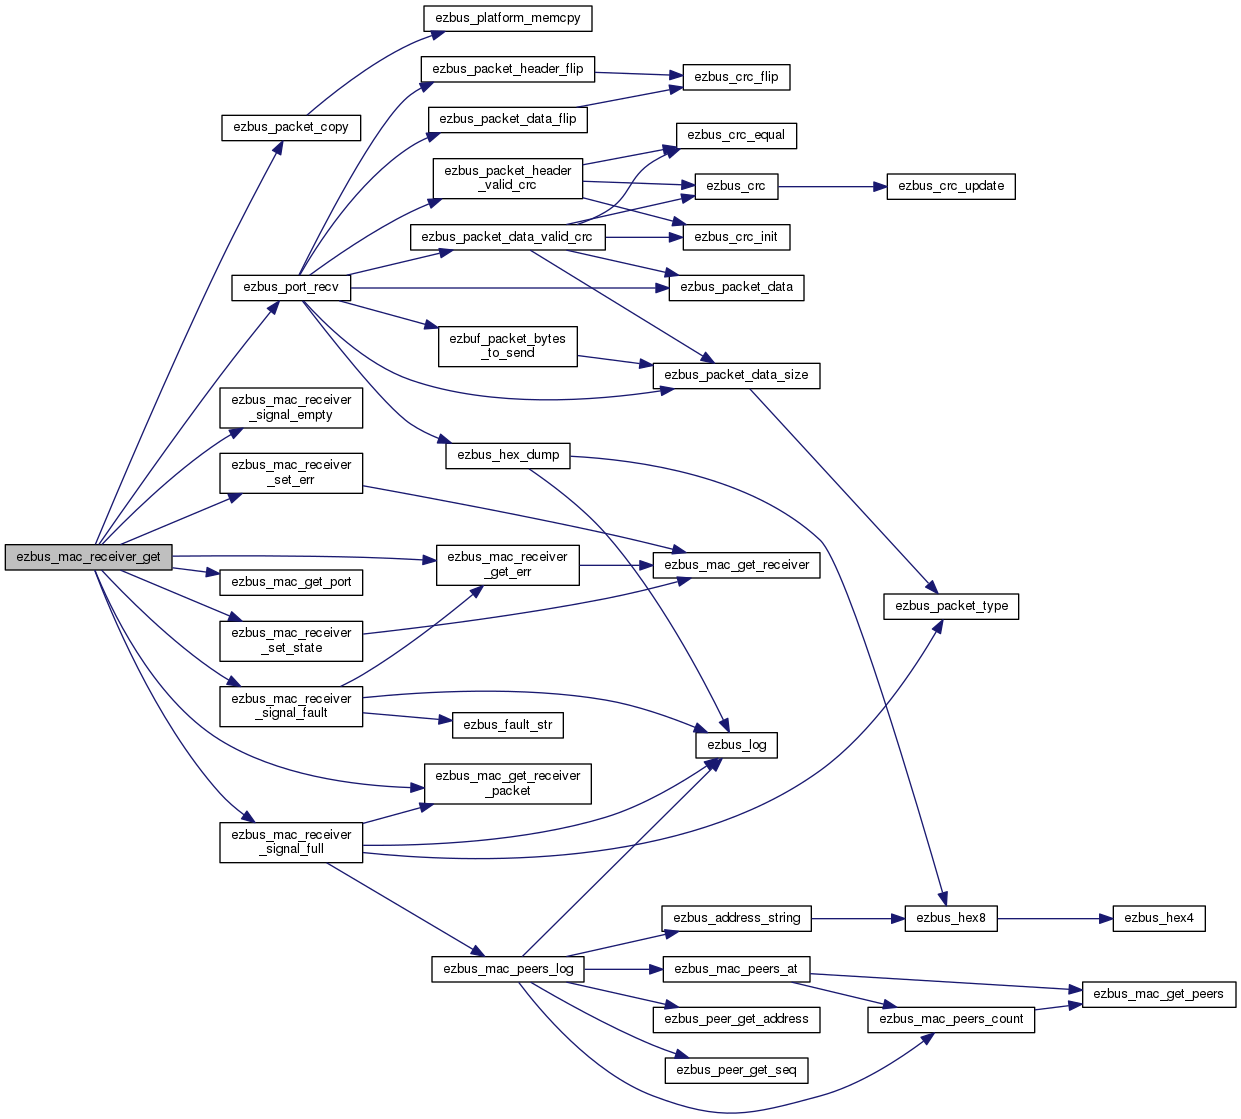 ezbus_platform_memcpy
ezbus_packet_header_flip
ezbus_crc_flip
ezbus_packet_copy
ezbus_packet_data_flip
ezbus_crc_equal
ezbus_packet_header
_valid_crc
ezbus_crc
ezbus_crc_update
ezbus_packet_data_valid_crc
ezbus_crc_init
ezbus_port_recv
ezbus_packet_data
ezbuf_packet_bytes
_to_send
ezbus_packet_data_size
ezbus_mac_receiver
_signal_empty
ezbus_hex_dump
ezbus_mac_receiver
_set_err
ezbus_mac_receiver_get
ezbus_mac_receiver
_get_err
ezbus_mac_get_receiver
ezbus_mac_get_port
ezbus_packet_type
ezbus_mac_receiver
_set_state
ezbus_mac_receiver
_signal_fault
ezbus_fault_str
ezbus_log
ezbus_mac_get_receiver
_packet
ezbus_mac_receiver
_signal_full
ezbus_address_string
ezbus_hex8
ezbus_hex4
ezbus_mac_peers_log
ezbus_mac_peers_at
ezbus_mac_get_peers
ezbus_peer_get_address
ezbus_mac_peers_count
ezbus_peer_get_seq